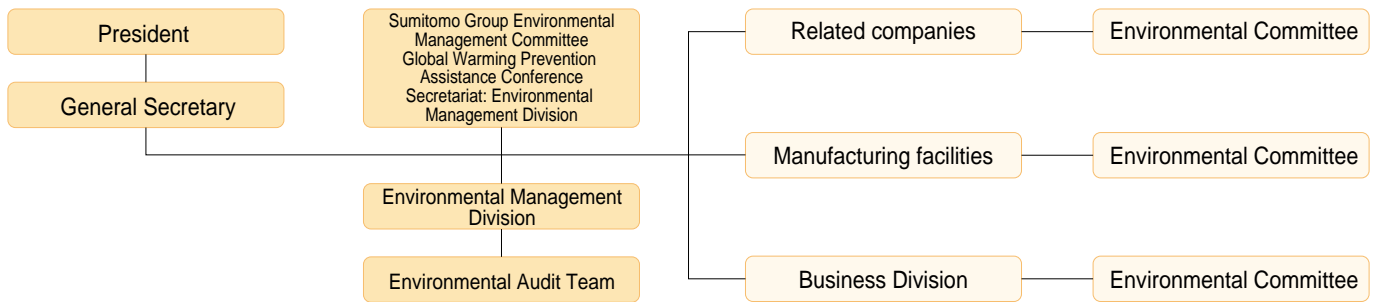 President
General Secretary
Sumitomo Group Environmental
Management Committee
Global Warming Prevention
Assistance Conference
Secretariat: Environmental
Management Division
Environmental Management
Division
Environmental Audit Team
Related companies
Environmental Committee
Manufacturing facilities
Environmental Committee
Business Division
Environmental Committee